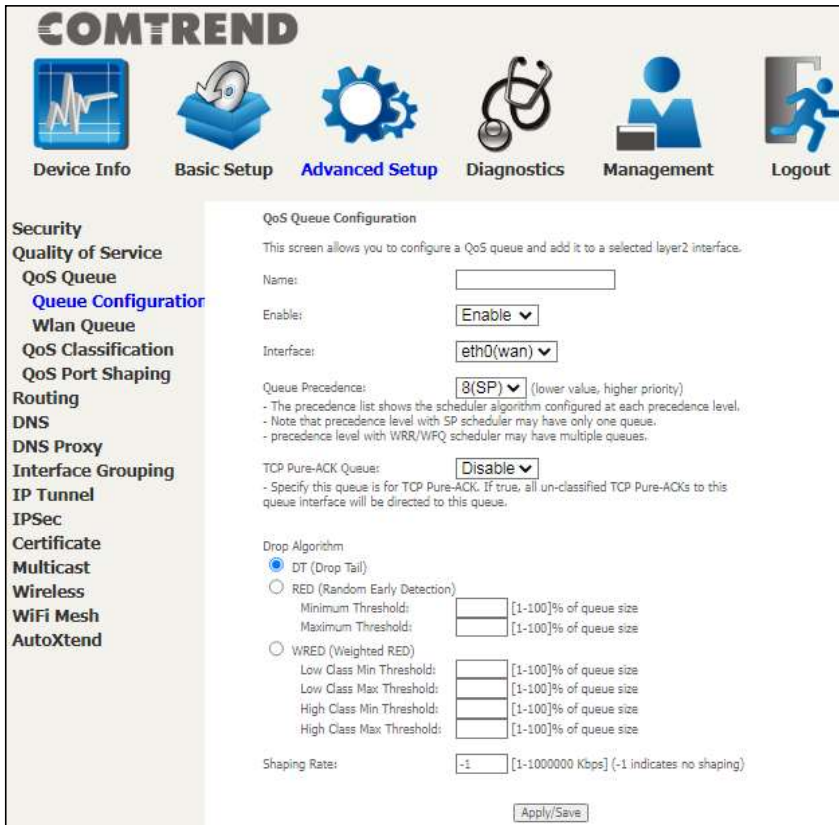 COMTREND
Device Info
Basic Setup
Advanced Setup
Diagnostics
Management
Logout
Security
Quality of Service
QoS Queue
Queue Configuration
Wlan Queue
QoS Classification
QoS Port Shaping
Routing
DNS
DNS Proxy
Interface Grouping
IP Tunnel
IPSec
Certificate
Multicast
Wireless
WiFi Mesh
AutoXtend
QoS Queue Configuration
This screen allows you to configure a QoS queue and add it to a selected layer2 interface.
Name:
Enable: Enable
Interface: eth0(wan)
Queue Precedence: 8(SP) (lower value, higher priority)
- The precedence list shows the scheduler algorithm configured at each precedence level.
- Note that precedence level with SP scheduler may have only one queue.
- precedence level with WRR/WFQ scheduler may have multiple queues.
TCP Pure-ACK Queue: Disable
- Specify this queue is for TCP Pure-ACK. If true, all un-classified TCP Pure-ACKs to this
queue interface will be directed to this queue.
Drop Algorithm
DT (Drop Tail)
RED (Random Early Detection)
Minimum Threshold: [1-100]% of queue size
Maximum Threshold: [1-100]% of queue size
WRED (Weighted RED)
Low Class Min Threshold: [1-100]% of queue size
Low Class Max Threshold: [1-100]% of queue size
High Class Min Threshold: [1-100]% of queue size
High Class Max Threshold: [1-100]% of queue size
Shaping Rate: -1 [1-1000000 Kbps] (-1 indicates no shaping)
Apply/Save